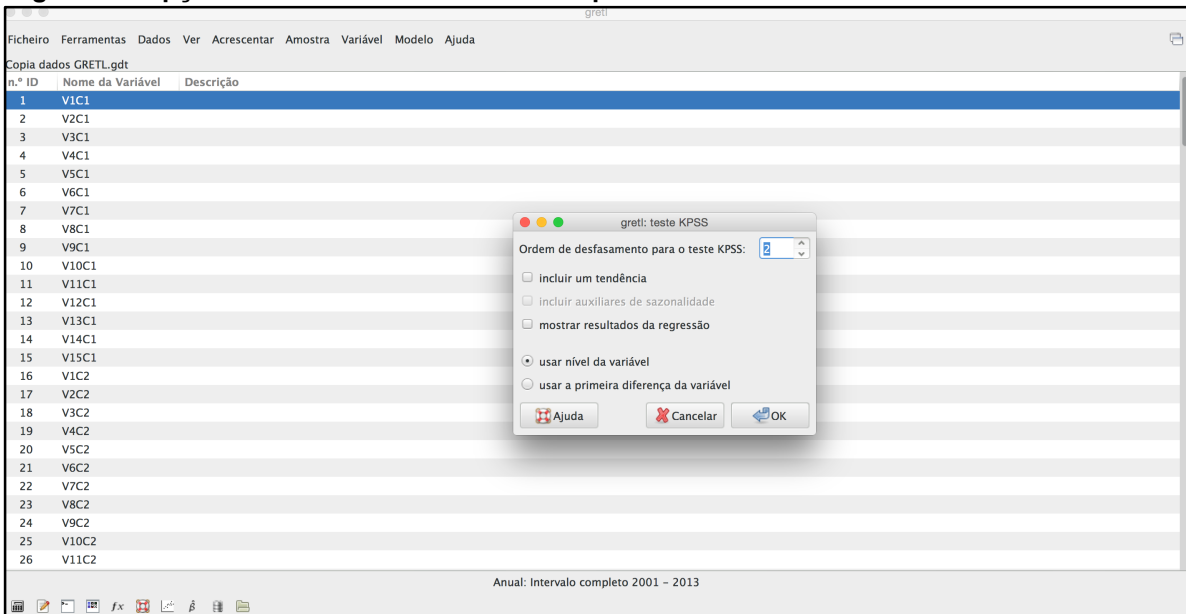 gretl
Ficheiro Ferramentas Dados Ver Acrescentar Amostra Variável Modelo Ajuda
Copia dados GRETL.gdt
n.º ID Nome da Variável Descrição
1 V1C1
2 V2C1
3 V3C1
4 V4C1
5 V5C1
6 V6C1
7 V7C1
8 V8C1
9 V9C1
10 V10C1
11 V11C1
12 V12C1
13 V13C1
14 V14C1
15 V15C1
16 V1C2
17 V2C2
18 V3C2
19 V4C2
20 V5C2
21 V6C2
22 V7C2
23 V8C2
24 V9C2
25 V10C2
26 V11C2
gretl: teste KPSS
Ordem de desfasamento para o teste KPSS: 2
incluir um tendência
incluir auxiliares de sazonalidade
mostrar resultados da regressão
usar nível da variável
usar a primeira diferença da variável
Ajuda Cancelar OK
Anual: Intervalo completo 2001 - 2013
fx β̂